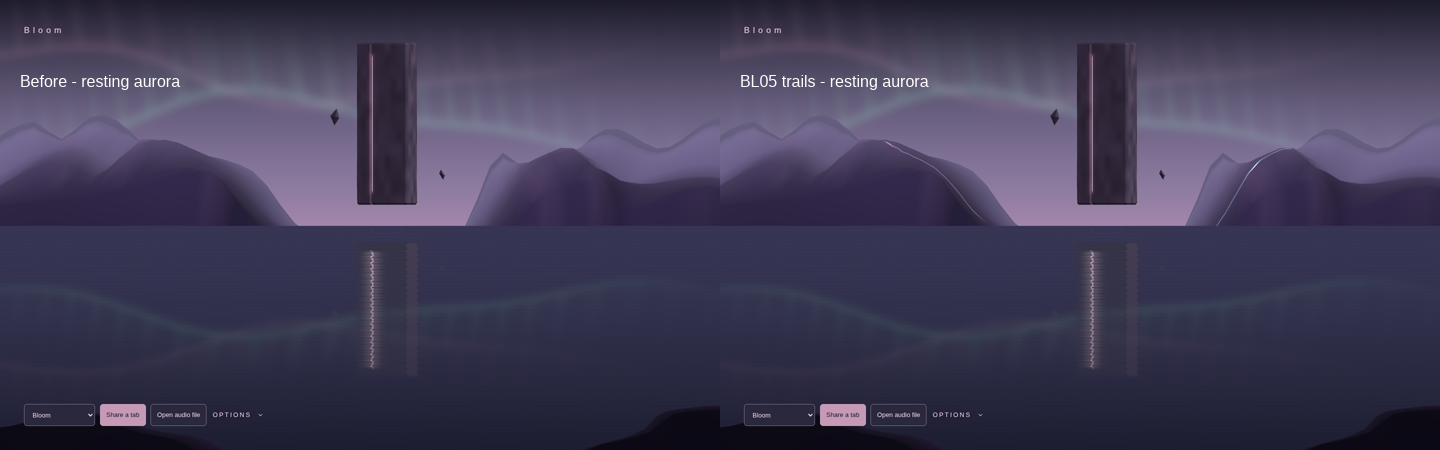 Bloom
Before - resting aurora
Bloom
Share a tab
Open audio file
OPTIONS
Bloom
BL05 trails - resting aurora
Bloom
Share a tab
Open audio file
OPTIONS